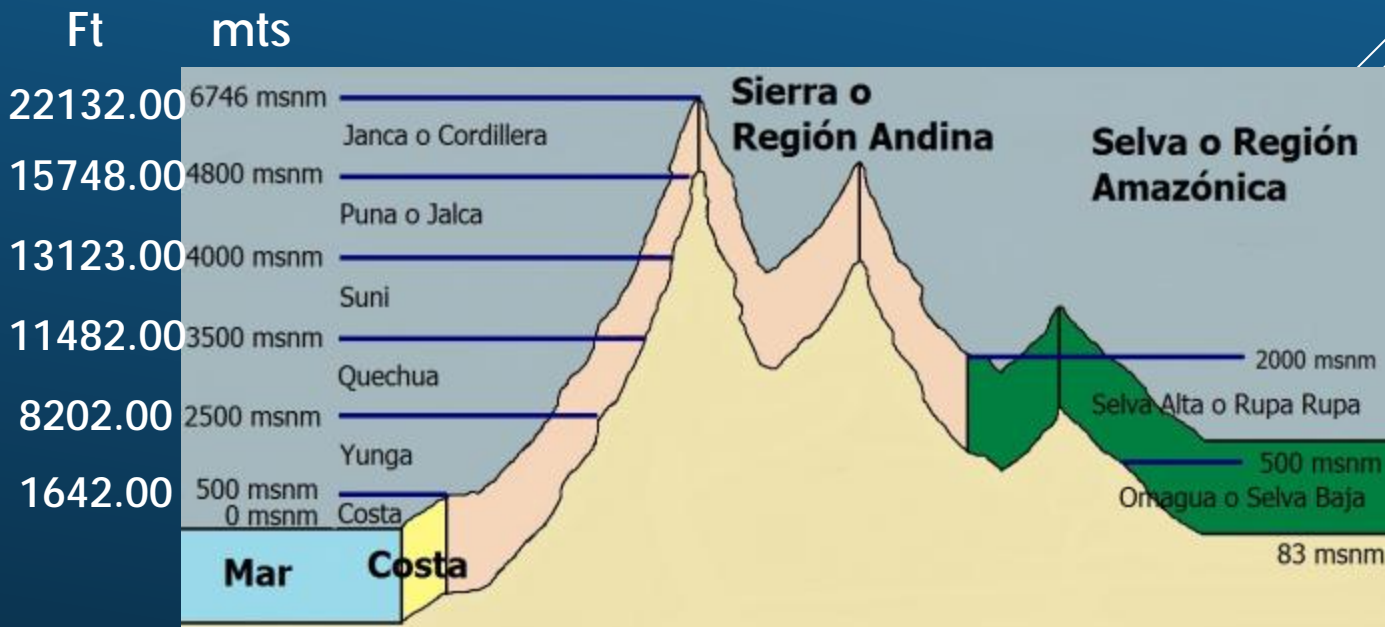 Ft mts
22132.00 6746 msnm
Janca o Cordillera
15748.00 4800 msnm
Puna o Jalca
13123.00 4000 msnm
Suni
11482.00 3500 msnm
Quechua
8202.00 2500 msnm
Yunga
1642.00 500 msnm
0 msnm Costa
Mar
Costa
Sierra o
Región Andina
Selva o Región
Amazónica
2000 msnm
Selva Alta o Rupa Rupa
500 msnm
Omagua o Selva Baja
83 msnm